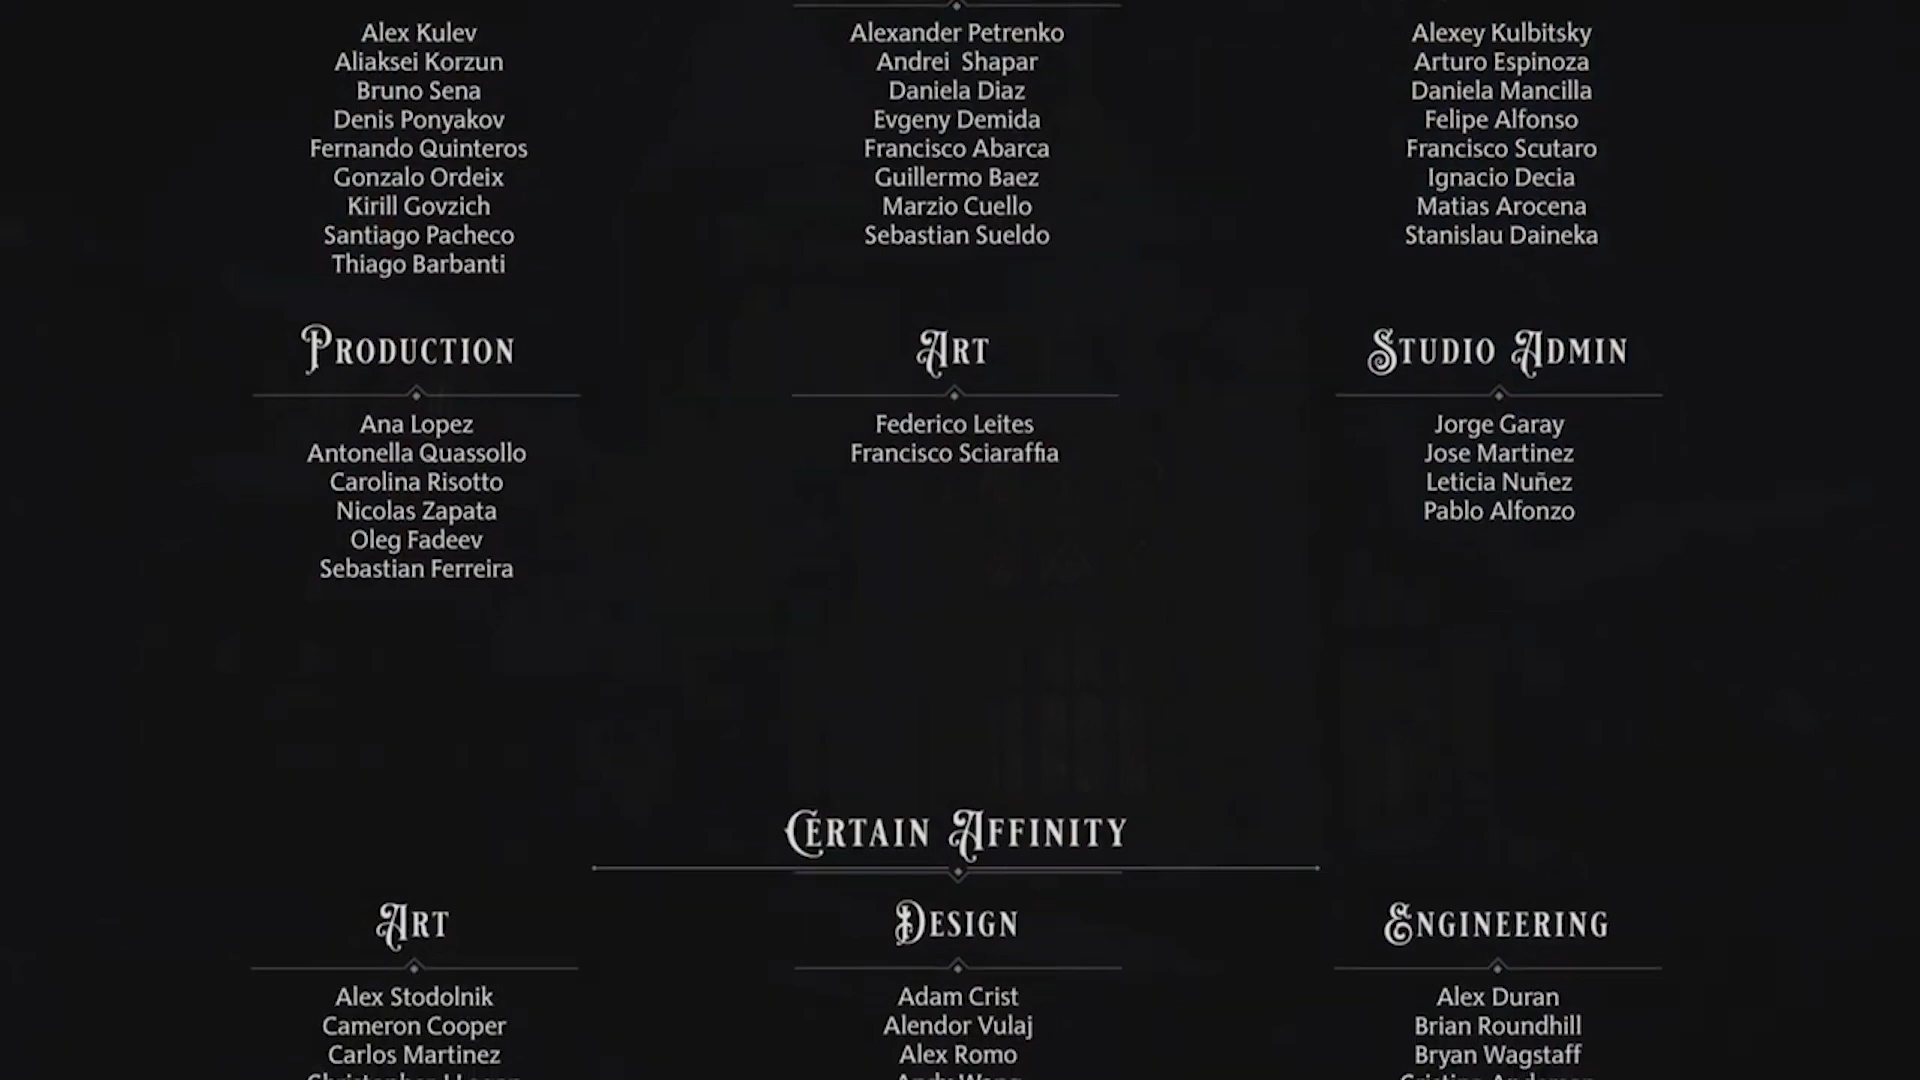 Alex Kulev
Aliaksei Korzun
Bruno Sena
Denis Ponyakov
Fernando Quinteros
Gonzalo Ordeix
Kirill Govzich
Santiago Pacheco
Thiago Barbanti
Alexander Petrenko
Andrei Shapar
Daniela Diaz
Evgeny Demida
Francisco Abarca
Guillermo Baez
Marzio Cuello
Sebastian Sueldo
Alexey Kulbitsky
Arturo Espinoza
Daniela Mancilla
Felipe Alfonso
Francisco Scutaro
Ignacio Decia
Matias Arocena
Stanislau Daineka
Production
Ana Lopez
Antonella Quassollo
Carolina Risotto
Nicolas Zapata
Oleg Fadeev
Sebastian Ferreira
Art
Federico Leites
Francisco Sciaraffia
Studio Admin
Jorge Garay
Jose Martinez
Leticia Nuñez
Pablo Alfonzo
Certain Affinity
Art
Alex Stodolnik
Cameron Cooper
Carlos Martinez
Design
Adam Crist
Alendor Vulaj
Alex Romo
Engineering
Alex Duran
Brian Roundhill
Bryan Wagstaff